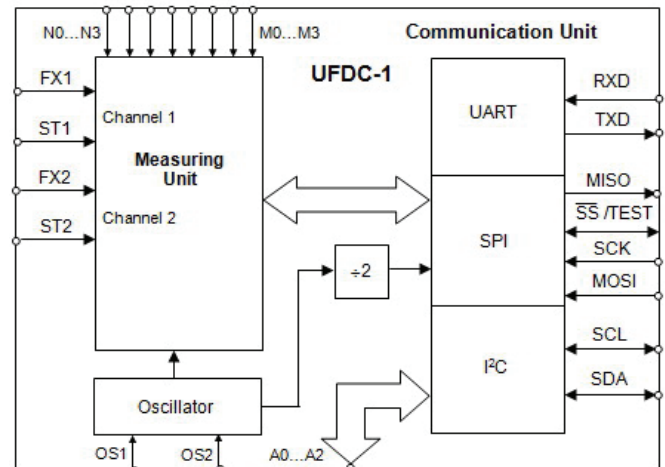 N0...N3
M0...M3
Communication Unit
UFDC-1
FX1
ST1
FX2
ST2
Channel 1
Measuring
Unit
Channel 2
÷2
Oscillator
OS1
OS2
A0...A2
UART
SPI
I²C
RXD
TXD
MISO
S̅S̅ /TEST
SCK
MOSI
SCL
SDA